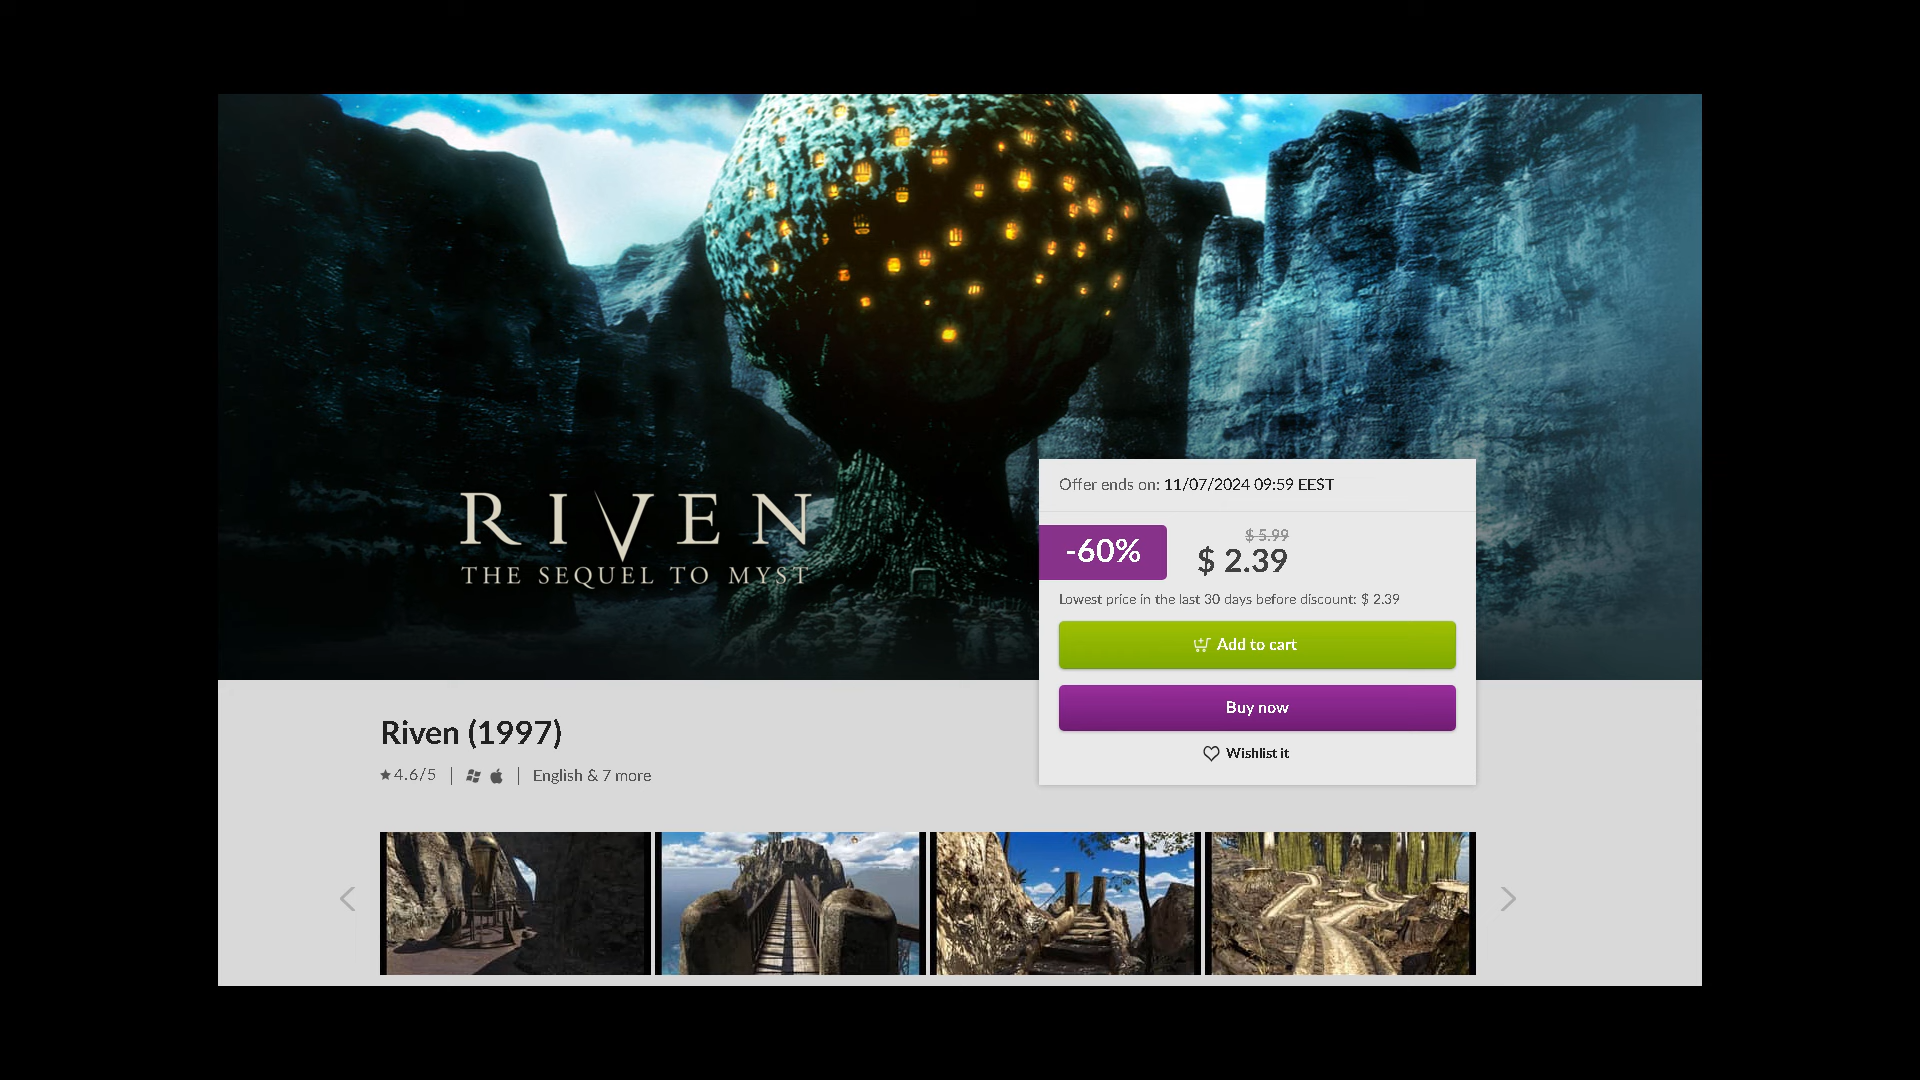 RIVEN
THE SEQUEL TO MYST
Offer ends on: 11/07/2024 09:59 EEST
-60%
$ 5.99
$ 2.39
Lowest price in the last 30 days before discount: $ 2.39
Add to cart
Buy now
Wishlist it
Riven (1997)
4.6/5
English & 7 more